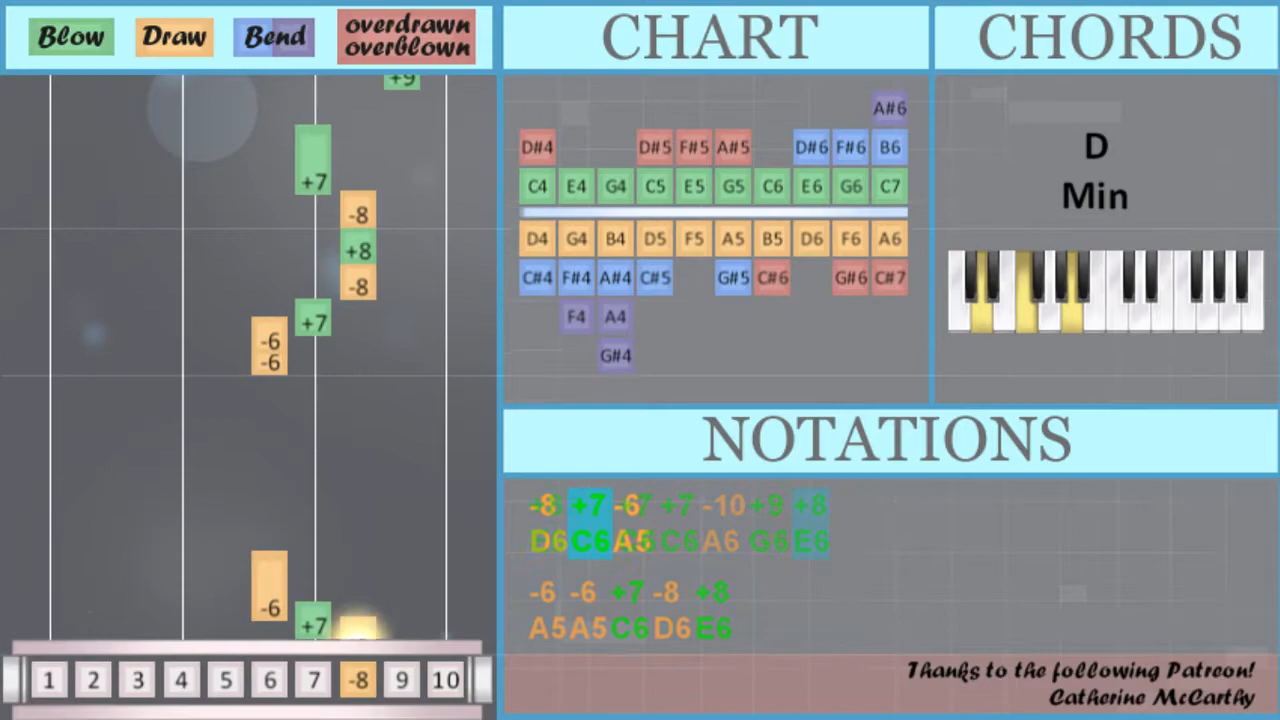 Blow Draw Bend overdrawn overblown
CHART
CHORDS
+9
+7
-8
+8
-8
+7
-6
-6
-6
+7
1 2 3 4 5 6 7 -8 9 10
A#6
D#4 D#5 F#5 A#5 D#6 F#6 B6
C4 E4 G4 C5 E5 G5 C6 E6 G6 C7
D4 G4 B4 D5 F5 A5 B5 D6 F6 A6
C#4 F#4 A#4 C#5 G#5 C#6 G#6 C#7
F4 A4
G#4
D
Min
NOTATIONS
-8 +7 -6 +7 -10 +9 +8
D6 C6 A5 C6 A6 G6 E6
-6 -6 +7 -8 +8
A5 A5 C6 D6 E6
Thanks to the following Patreon!
Catherine McCarthy